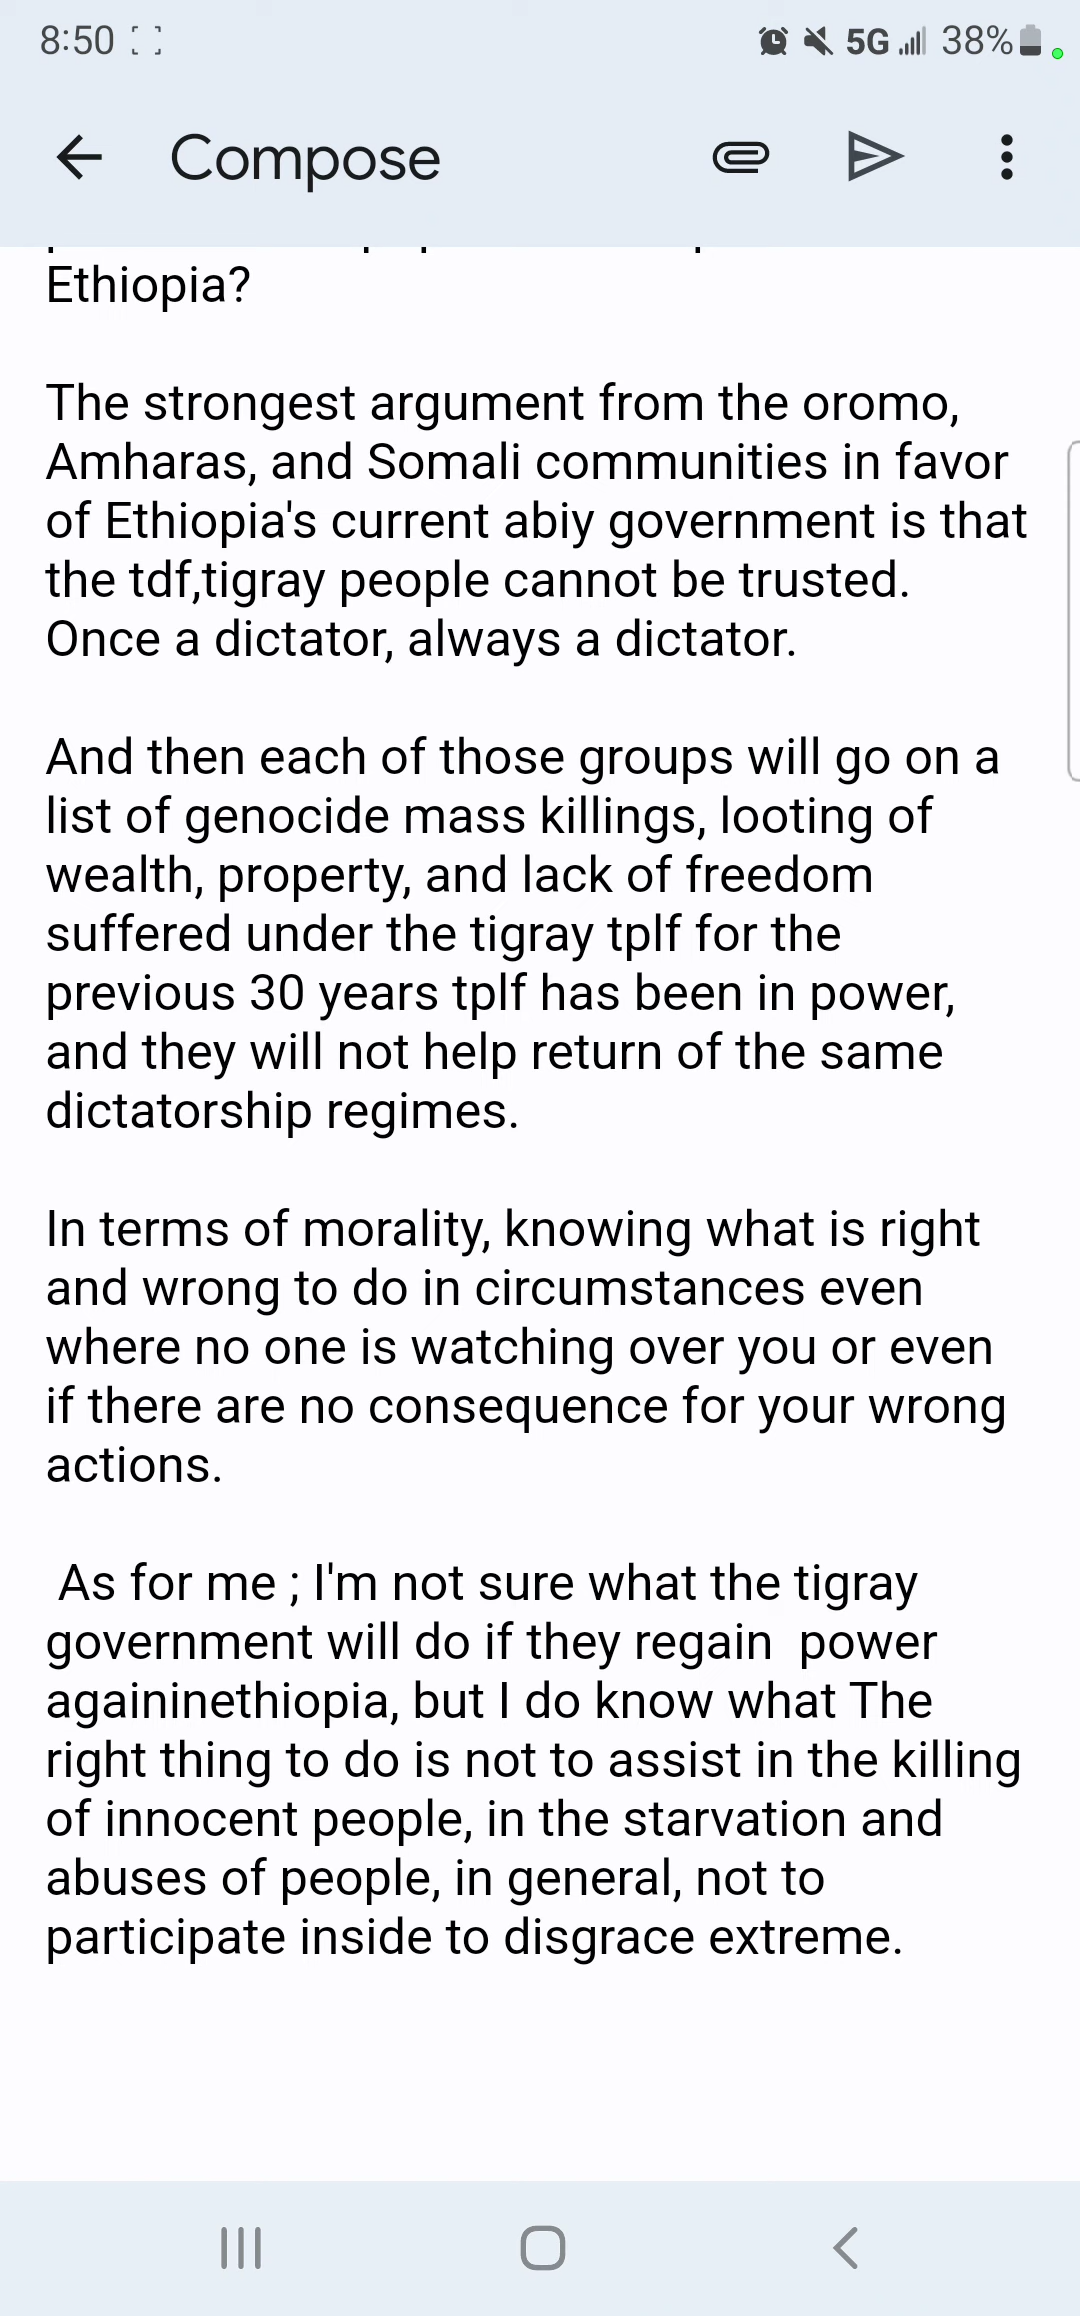 8:50
5G 38%
Compose
Ethiopia?
The strongest argument from the oromo,
Amharas, and Somali communities in favor
of Ethiopia's current abiy government is that
the tdf,tigray people cannot be trusted.
Once a dictator, always a dictator.
And then each of those groups will go on a
list of genocide mass killings, looting of
wealth, property, and lack of freedom
suffered under the tigray tplf for the
previous 30 years tplf has been in power,
and they will not help return of the same
dictatorship regimes.
In terms of morality, knowing what is right
and wrong to do in circumstances even
where no one is watching over you or even
if there are no consequence for your wrong
actions.
As for me ; I'm not sure what the tigray
government will do if they regain  power
againinethiopia, but I do know what The
right thing to do is not to assist in the killing
of innocent people, in the starvation and
abuses of people, in general, not to
participate inside to disgrace extreme.